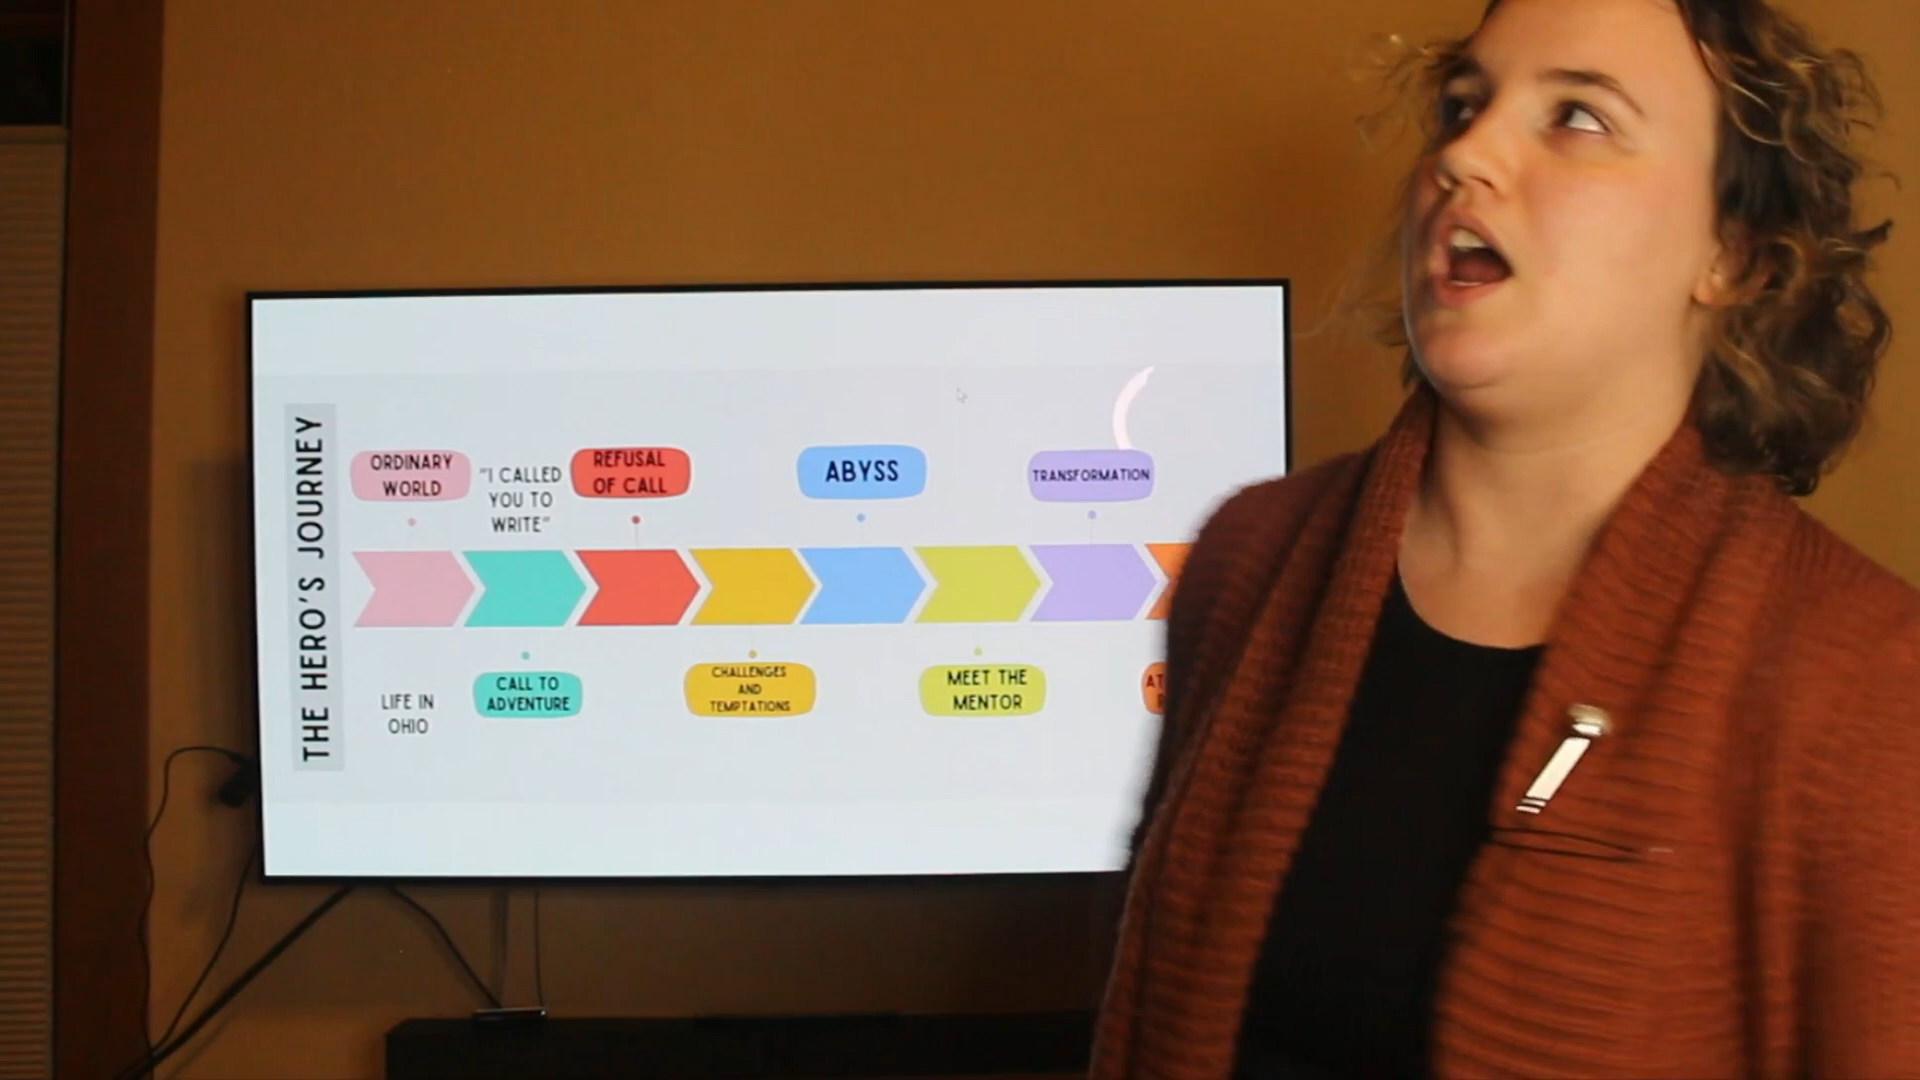 THE HERO'S JOURNEY
ORDINARY
WORLD
"I CALLED
YOU TO
WRITE"
REFUSAL
OF CALL
ABYSS
TRANSFORMATION
LIFE IN
OHIO
CALL TO
ADVENTURE
CHALLENGES
AND
TEMPTATIONS
MEET THE
MENTOR